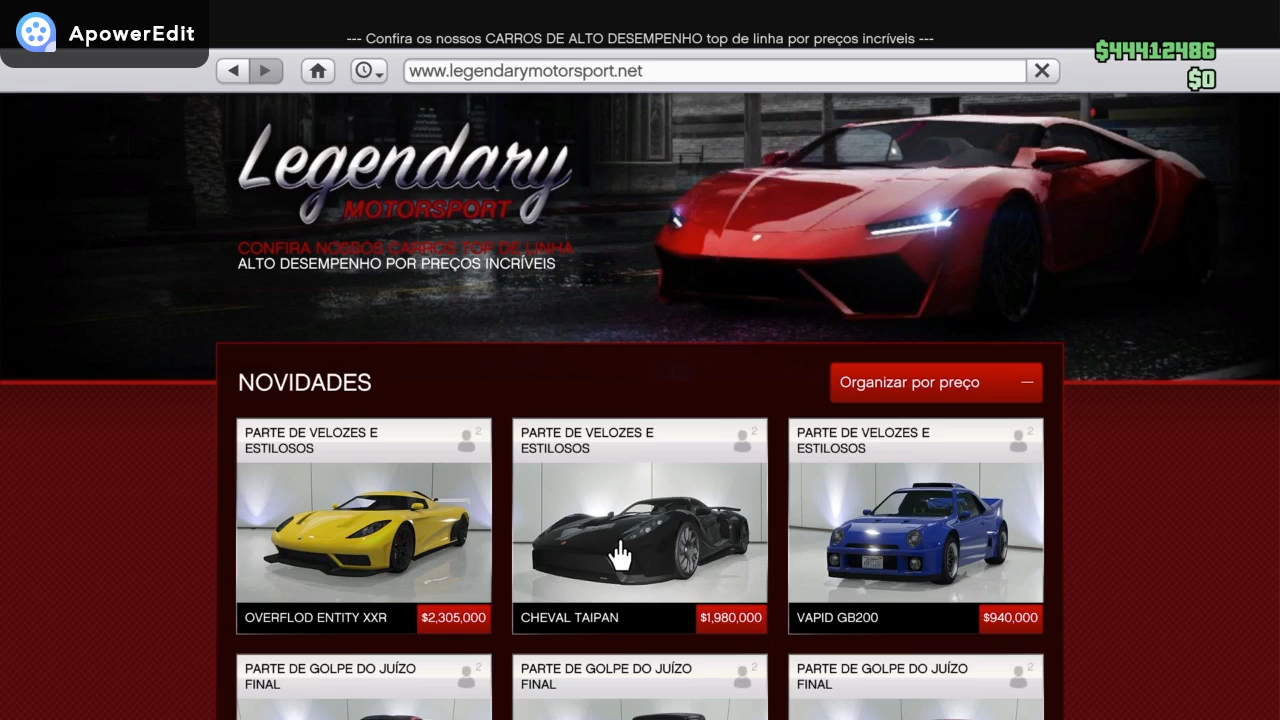 ApowerEdit
--- Confira os nossos CARROS DE ALTO DESEMPENHO top de linha por preços incríveis ---
$44412486
$0
www.legendarymotorsport.net
Legendary
MOTORSPORT
CONFIRA NOSSOS CARROS TOP DE LINHA
ALTO DESEMPENHO POR PREÇOS INCRÍVEIS
NOVIDADES
Organizar por preço
PARTE DE VELOZES E
ESTILOSOS
2
PARTE DE VELOZES E
ESTILOSOS
2
PARTE DE VELOZES E
ESTILOSOS
2
OVERFLOD ENTITY XXR
$2,305,000
CHEVAL TAIPAN
$1,980,000
VAPID GB200
$940,000
PARTE DE GOLPE DO JUÍZO
FINAL
2
PARTE DE GOLPE DO JUÍZO
FINAL
2
PARTE DE GOLPE DO JUÍZO
FINAL
2